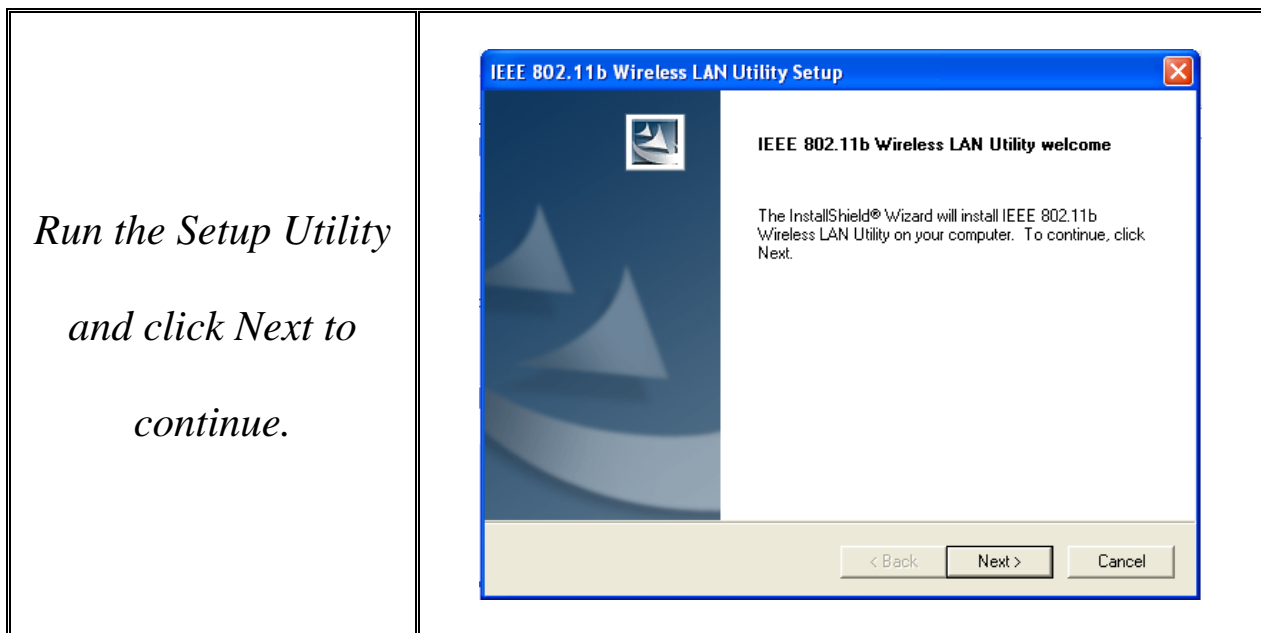 Run the Setup Utility
and click Next to
continue.
IEEE 802.11b Wireless LAN Utility Setup
IEEE 802.11b Wireless LAN Utility welcome
The InstallShield® Wizard will install IEEE 802.11b
Wireless LAN Utility on your computer. To continue, click
Next.
< Back
Next >
Cancel